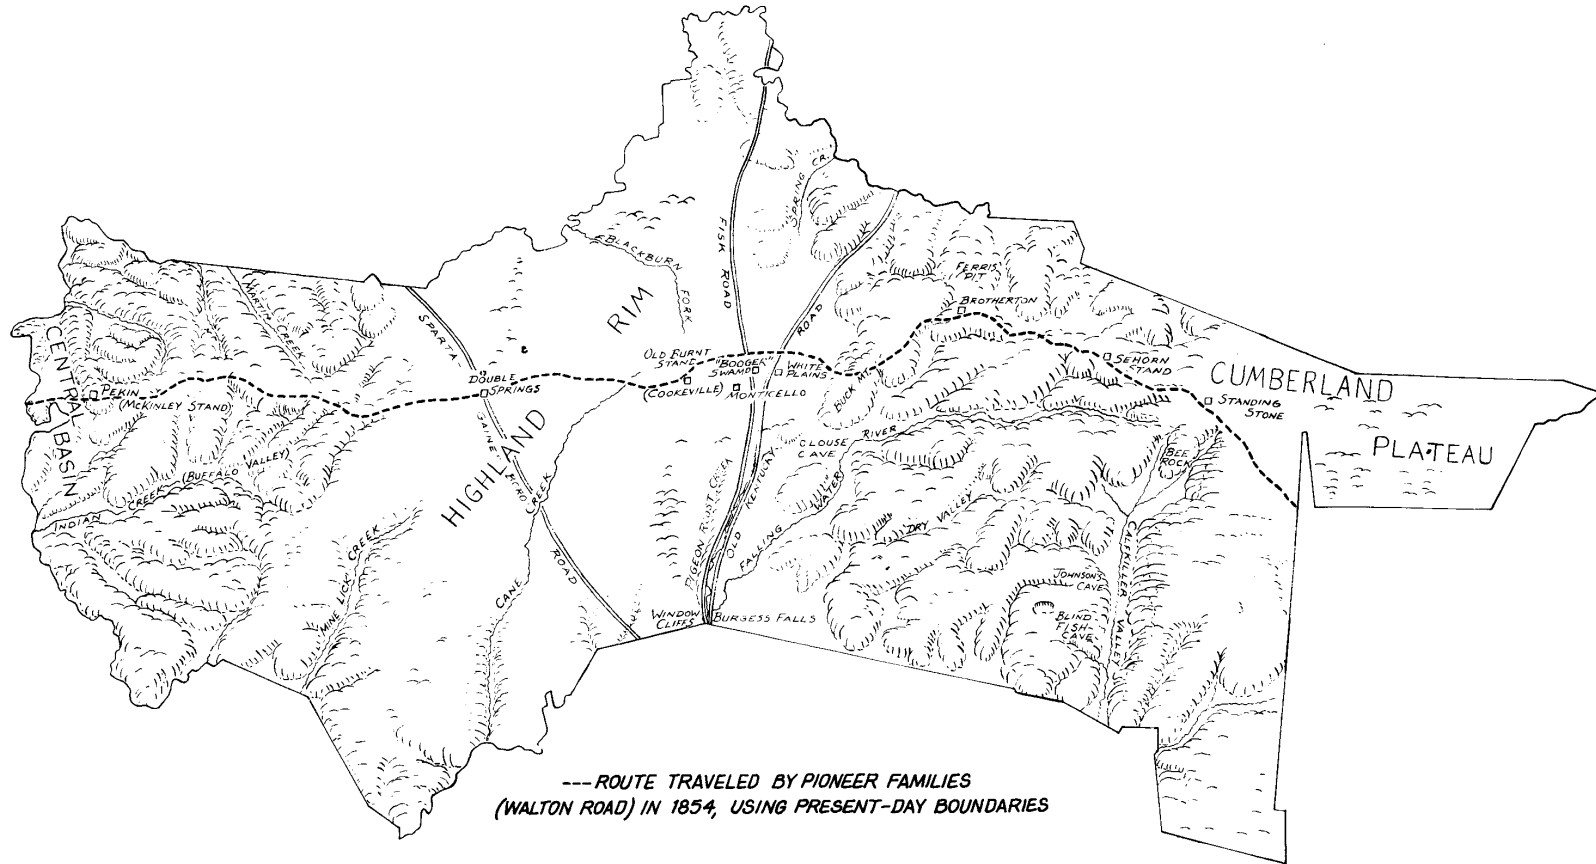 SPRING CR.
FISK ROAD
BLACKBURN
FORK
RIM
ROAD
FERRIS
PIT
BROTHERTON
MARTIN CREEK
SPARTA
CENTRAL
BASIN
PEKIN
(MCKINLEY STAND)
DOUBLE
SPRINGS
OLD BURNT
STAND
(COOKEVILLE)
"BOOGER"
SWAMP
MONTICELLO
WHITE
PLAINS
BUCK MT.
SEHORN
STAND
STANDING
STONE
CUMBERLAND
PLATEAU
HIGHLAND
CREEK
ROAD
INDIAN CREEK (BUFFALO VALLEY)
MINE LICK CREEK
CANE
PIGEON ROOST CREEK
OLD KENTUCKY
CLOUSE
CAVE
FALLING WATER RIVER
DRY VALLEY
BEE
ROCK
CALFKILLER VALLEY
JOHNSON'S
CAVE
BLIND
FISH
CAVE
WINDOW
CLIFFS
BURGESS FALLS
---ROUTE TRAVELED BY PIONEER FAMILIES
(WALTON ROAD) IN 1854, USING PRESENT-DAY BOUNDARIES